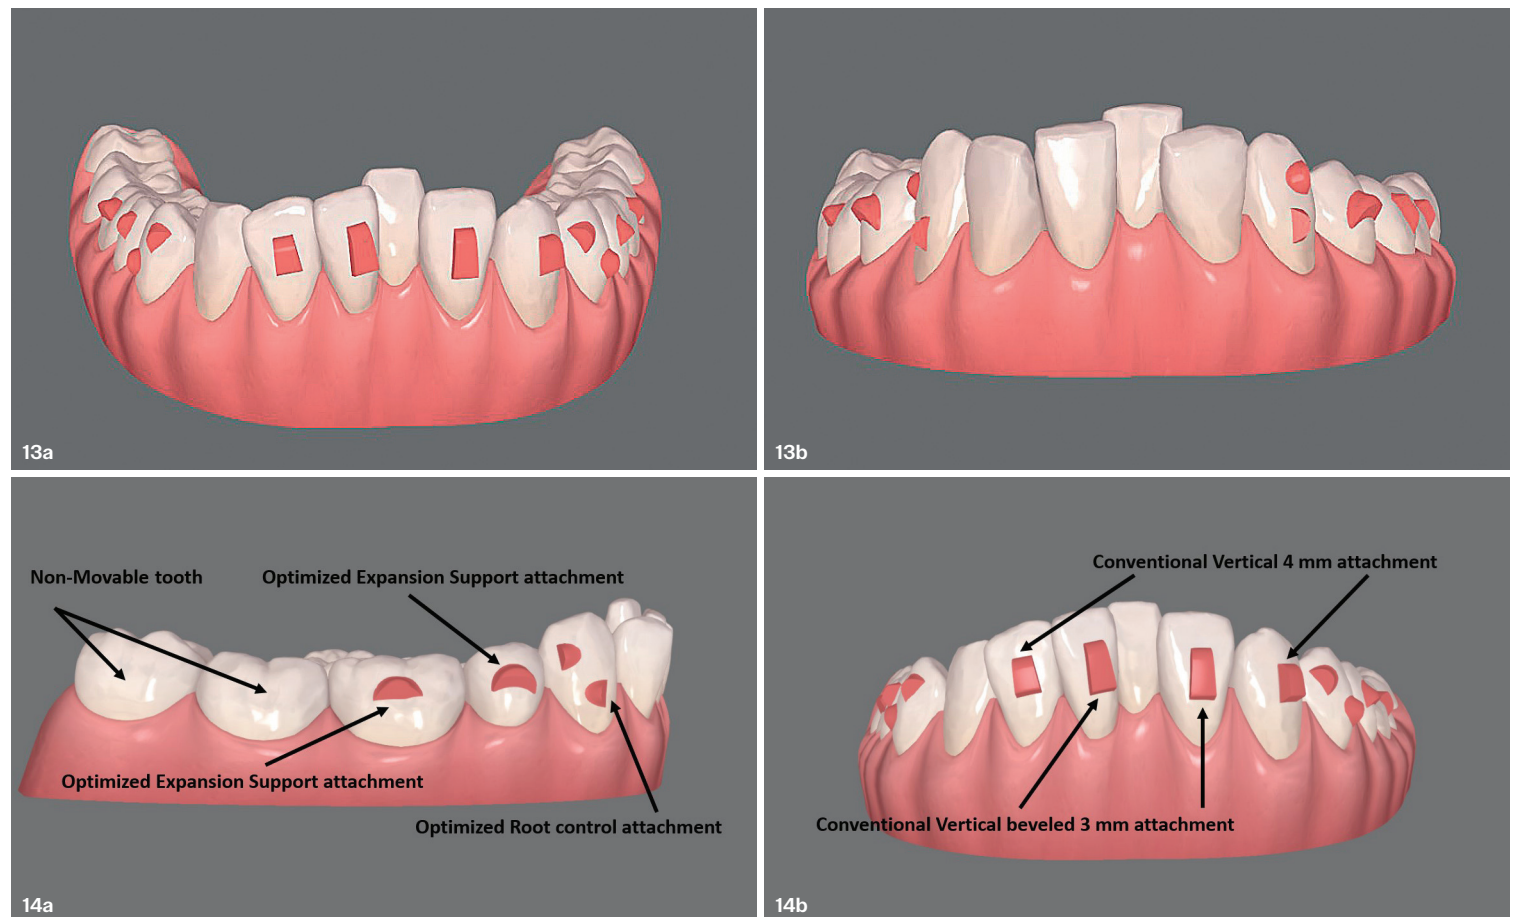 13a
13b
Non-Movable tooth
Optimized Expansion Support attachment
Optimized Expansion Support attachment
Optimized Root control attachment
14a
Conventional Vertical 4 mm attachment
Conventional Vertical beveled 3 mm attachment
14b